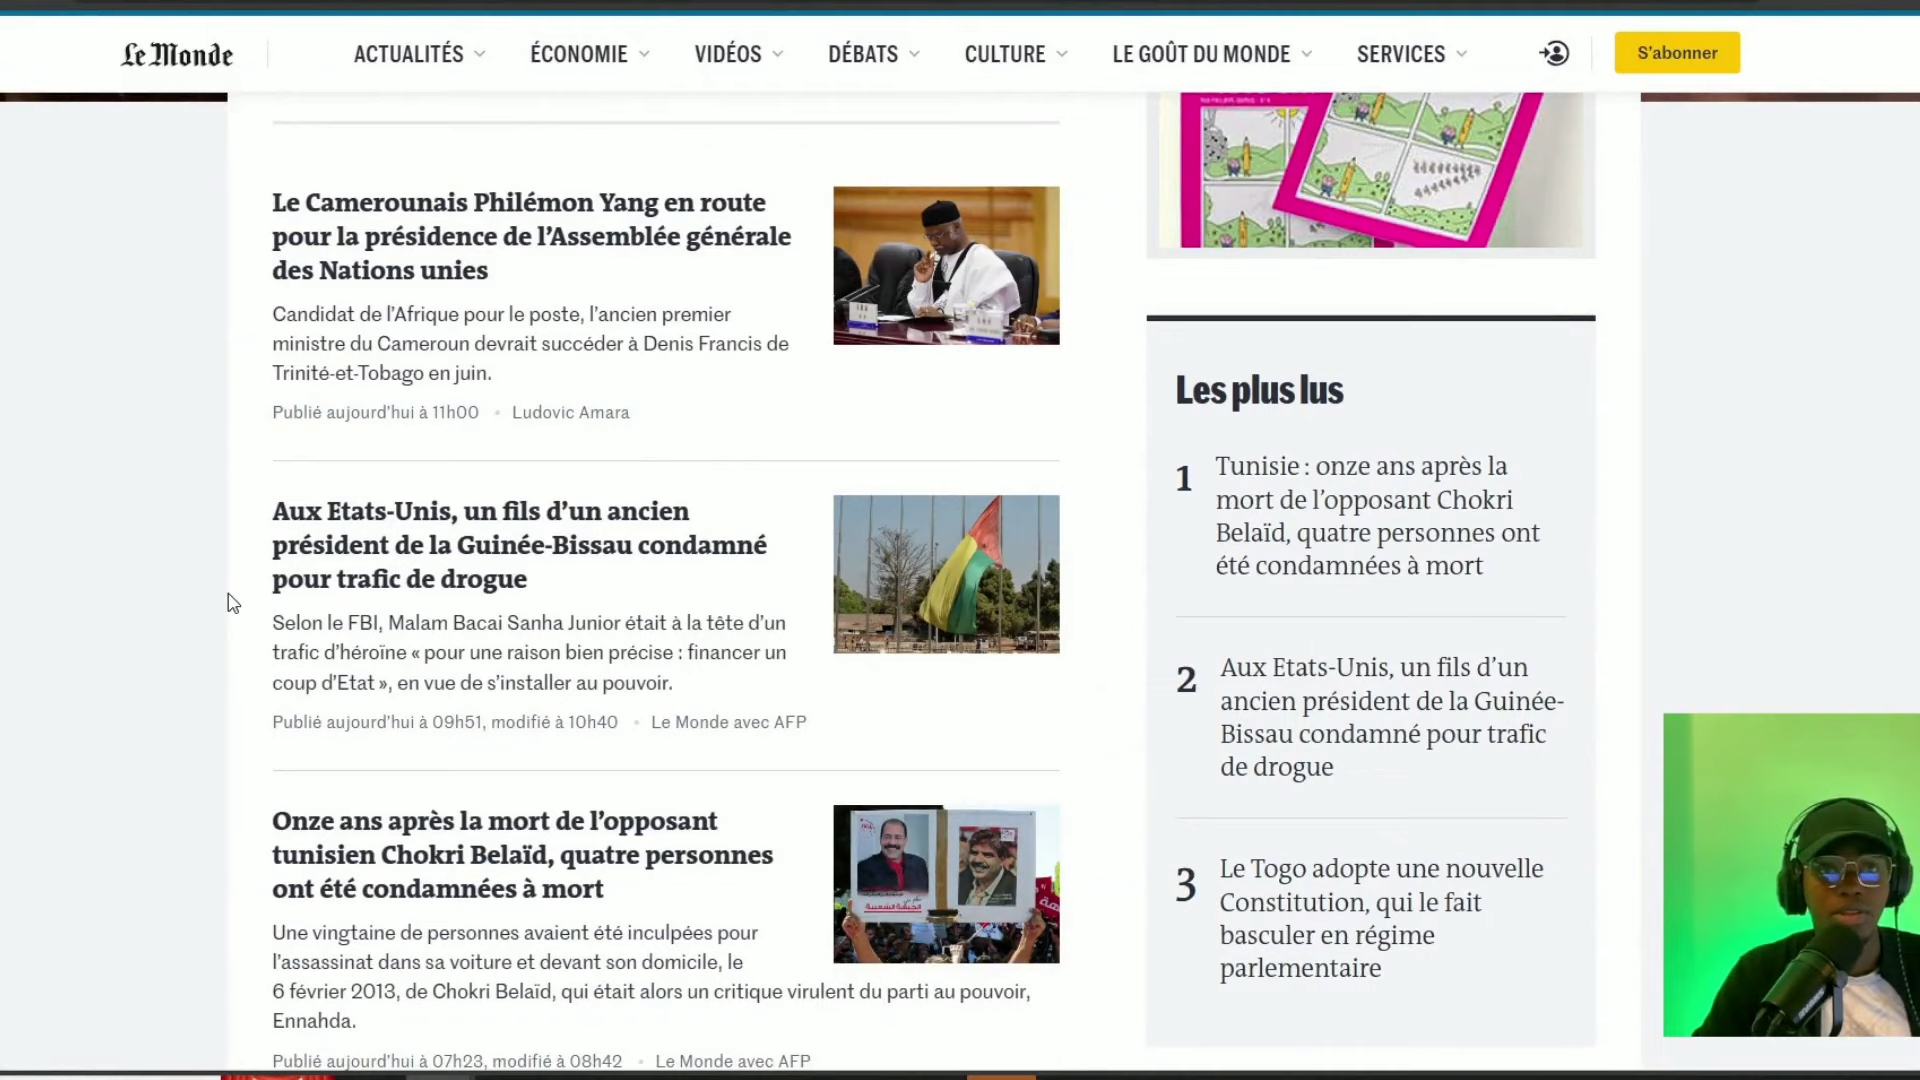 Le Monde
ACTUALITÉS
ÉCONOMIE
VIDÉOS
DÉBATS
CULTURE
LE GOÛT DU MONDE
SERVICES
S'abonner
Le Camerounais Philémon Yang en route
pour la présidence de l’Assemblée générale
des Nations unies
Candidat de l’Afrique pour le poste, l’ancien premier
ministre du Cameroun devrait succéder à Denis Francis de
Trinité-et-Tobago en juin.
Publié aujourd’hui à 11h00 • Ludovic Amara
Aux Etats-Unis, un fils d’un ancien
président de la Guinée-Bissau condamné
pour trafic de drogue
Selon le FBI, Malam Bacai Sanha Junior était à la tête d’un
trafic d’héroïne « pour une raison bien précise : financer un
coup d’Etat », en vue de s’installer au pouvoir.
Publié aujourd’hui à 09h51, modifié à 10h40 • Le Monde avec AFP
Onze ans après la mort de l’opposant
tunisien Chokri Belaïd, quatre personnes
ont été condamnées à mort
Une vingtaine de personnes avaient été inculpées pour
l’assassinat dans sa voiture et devant son domicile, le
6 février 2013, de Chokri Belaïd, qui était alors un critique virulent du parti au pouvoir,
Ennahda.
Publié aujourd’hui à 07h23, modifié à 08h42 • Le Monde avec AFP
Les plus lus
1
Tunisie : onze ans après la
mort de l’opposant Chokri
Belaïd, quatre personnes ont
été condamnées à mort
2
Aux Etats-Unis, un fils d’un
ancien président de la Guinée-
Bissau condamné pour trafic
de drogue
3
Le Togo adopte une nouvelle
Constitution, qui le fait
basculer en régime
parlementaire